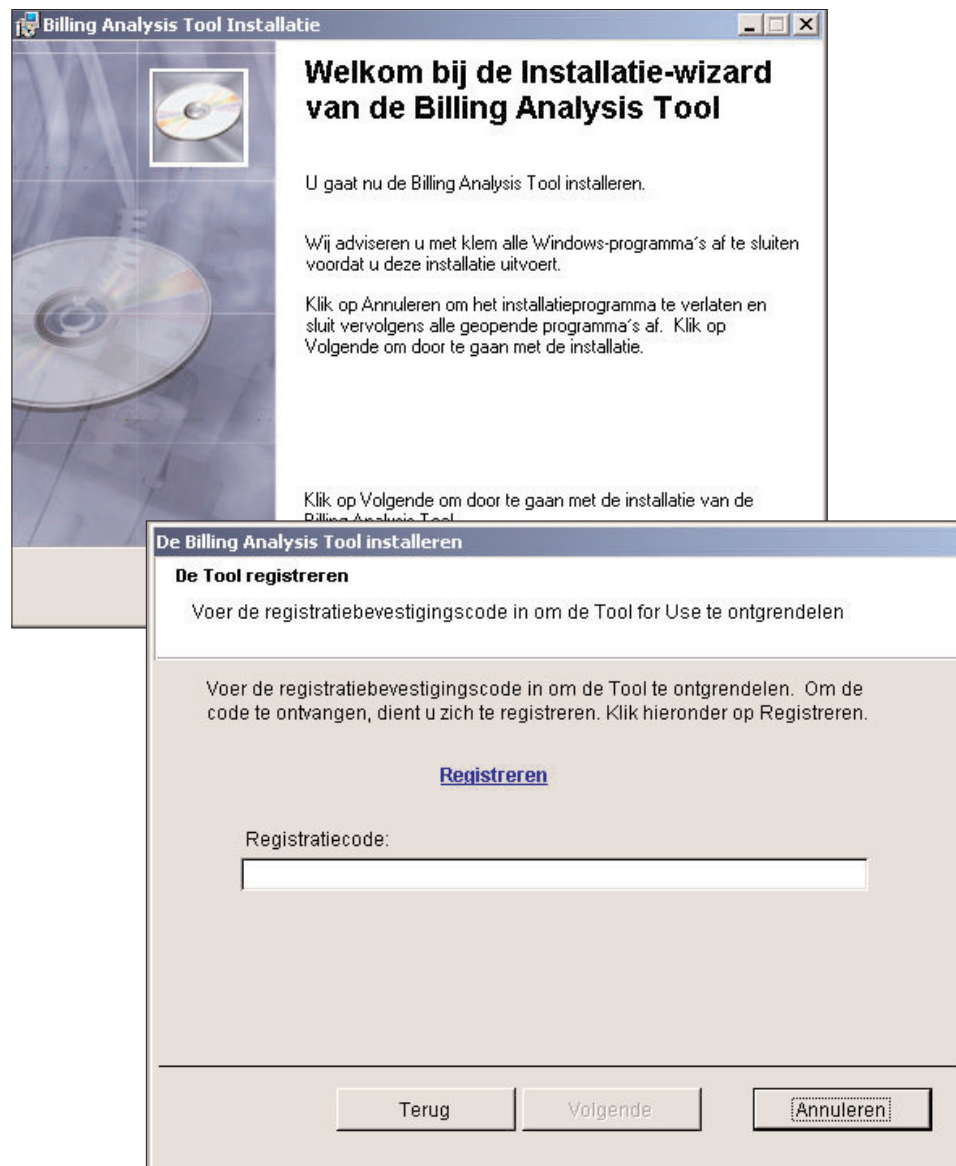 Billing Analysis Tool Installatie
Welkom bij de Installatie-wizard
van de Billing Analysis Tool
U gaat nu de Billing Analysis Tool installeren.
Wij adviseren u met klem alle Windows-programma´s af te sluiten
voordat u deze installatie uitvoert.
Klik op Annuleren om het installatieprogramma te verlaten en
sluit vervolgens alle geopende programma´s af.  Klik op
Volgende om door te gaan met de installatie.
Klik op Volgende om door te gaan met de installatie van de
Billing Analysis Tool
De Billing Analysis Tool installeren
De Tool registreren
Voer de registratiebevestigingscode in om de Tool for Use te ontgrendelen
Voer de registratiebevestigingscode in om de Tool te ontgrendelen.  Om de
code te ontvangen, dient u zich te registreren. Klik hieronder op Registreren.
Registreren
Registratiecode:
Terug
Volgende
Annuleren